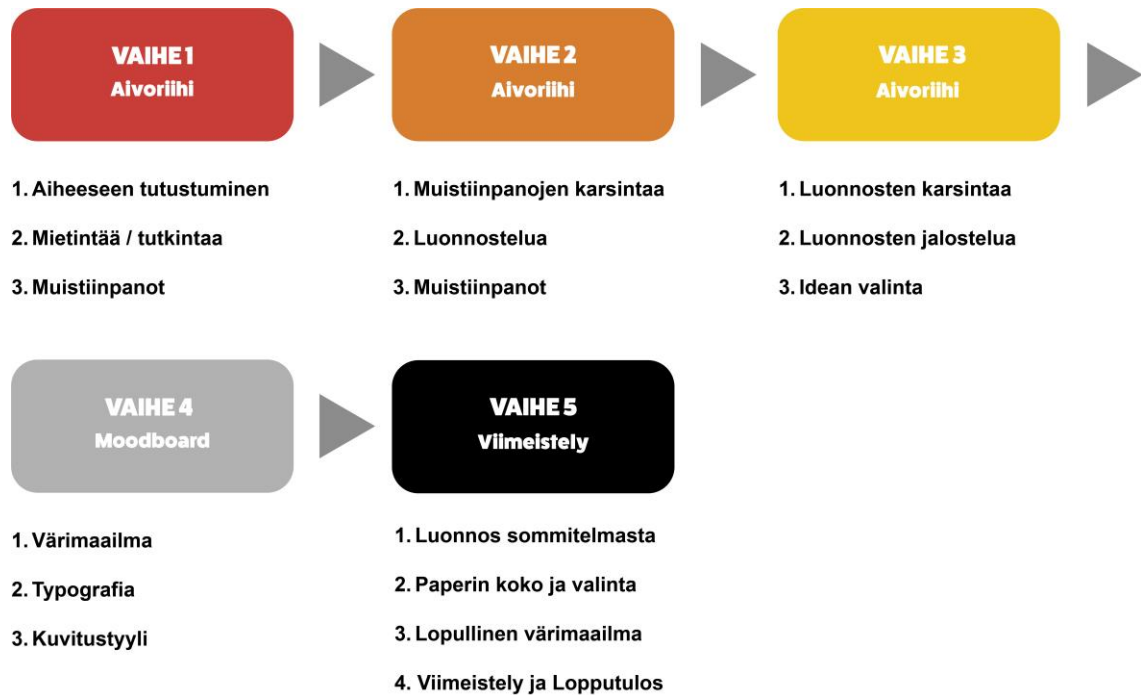 VAIHE 1
Aivoriihi
VAIHE 2
Aivoriihi
VAIHE 3
Aivoriihi
1. Aiheeseen tutustuminen
2. Mietintää / tutkintaa
3. Muistiinpanot
1. Muistiinpanojen karsintaa
2. Luonnostelua
3. Muistiinpanot
1. Luonnosten karsintaa
2. Luonnosten jalostelua
3. Idean valinta
VAIHE 4
Moodboard
VAIHE 5
Viimeistely
1. Värimaailma
2. Typografia
3. Kuvitustyyli
1. Luonnos sommitelmasta
2. Paperin koko ja valinta
3. Lopullinen värimaailma
4. Viimeistely ja Lopputulos